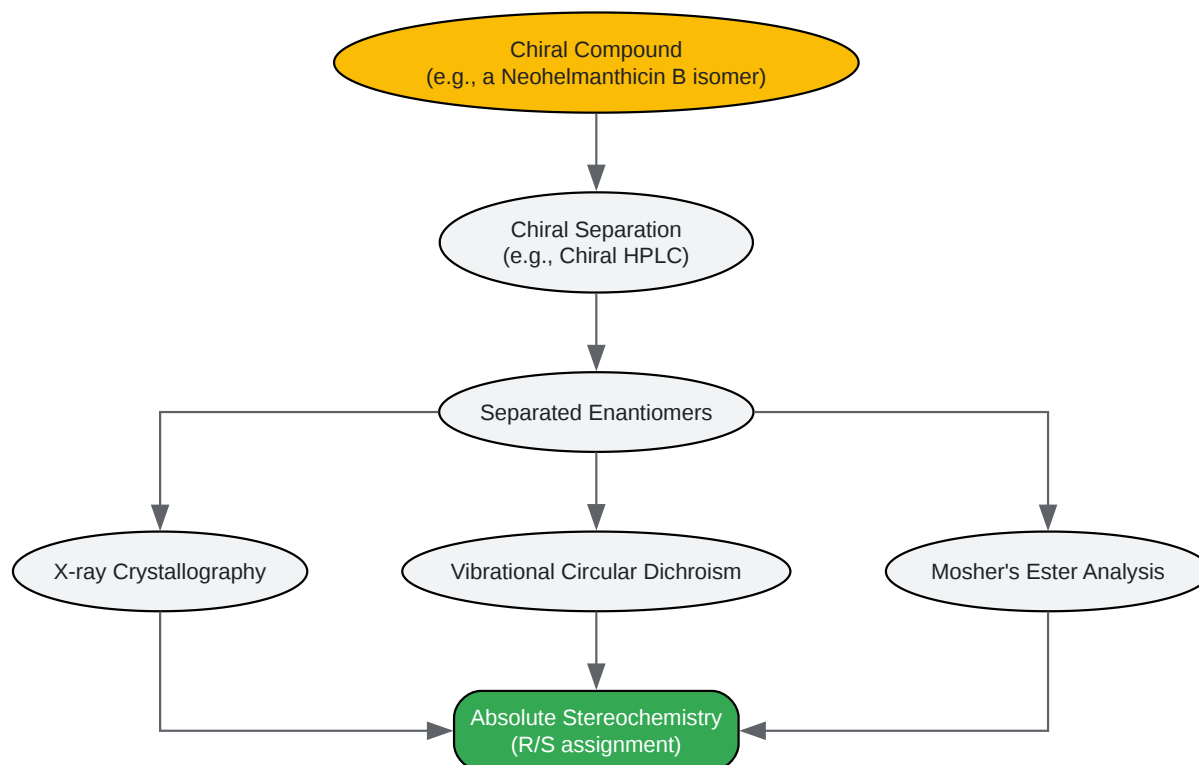 Chiral Compound
(e.g., a Neohelmanthicin B isomer)
Chiral Separation
(e.g., Chiral HPLC)
Separated Enantiomers
X-ray Crystallography
Vibrational Circular Dichroism
Mosher's Ester Analysis
Absolute Stereochemistry
(R/S assignment)